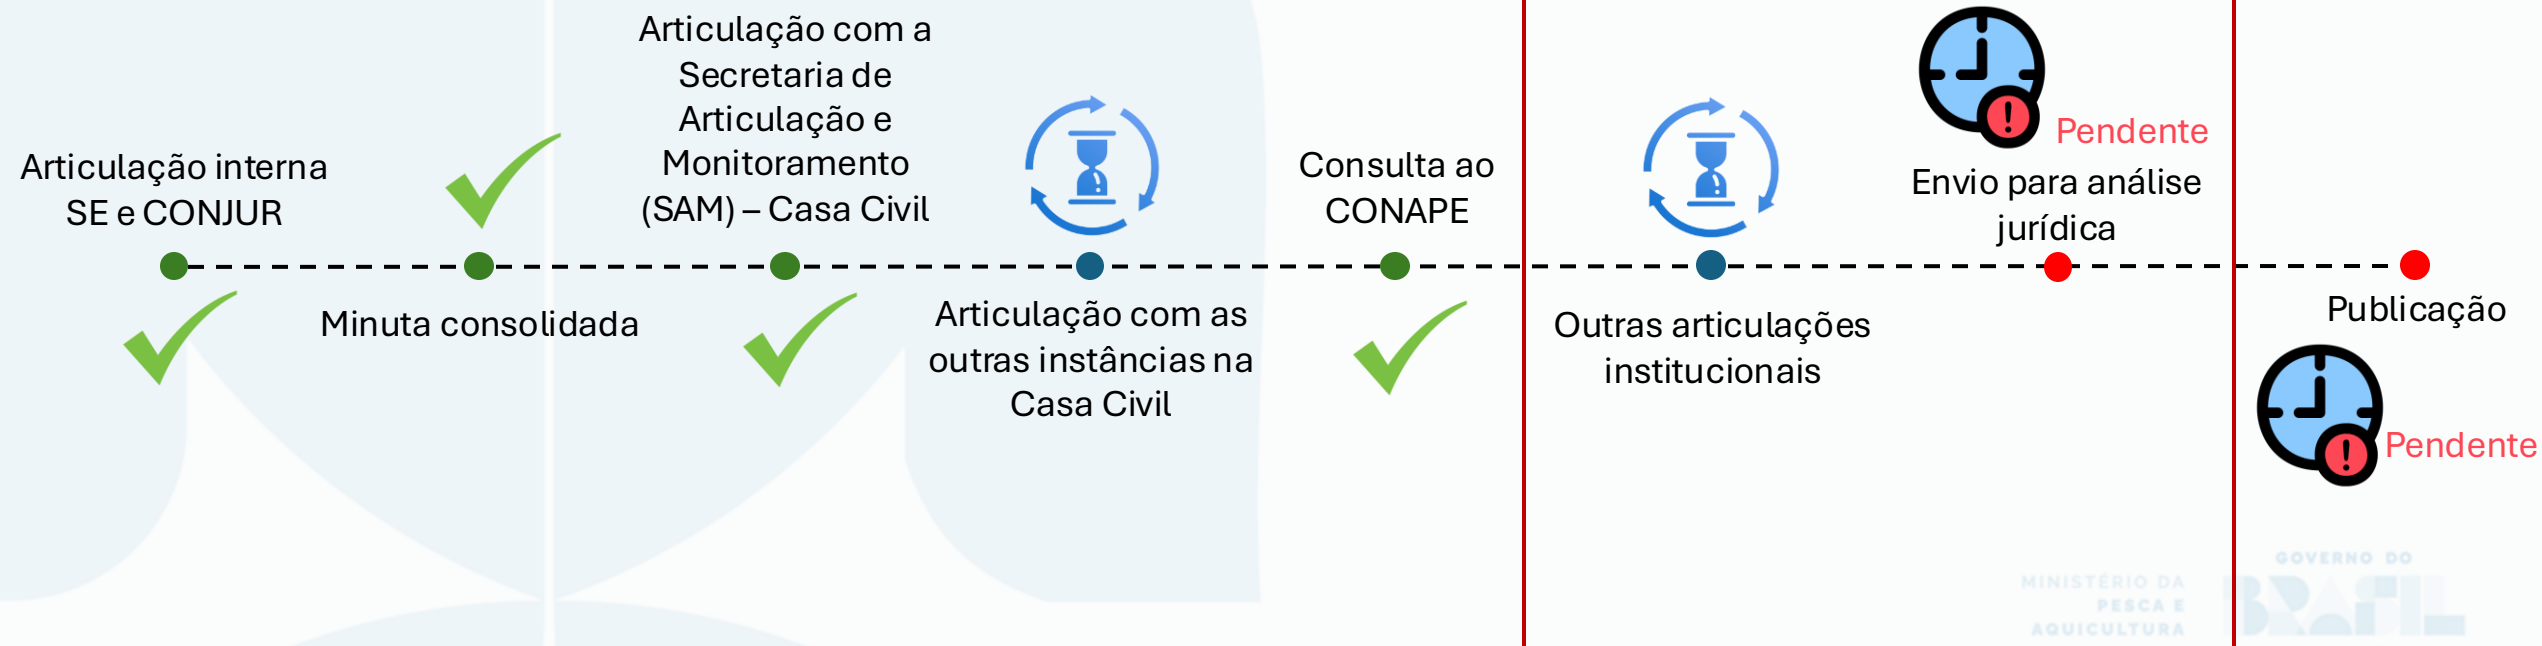 Articulação interna
SE e CONJUR
Minuta consolidada
Articulação com a
Secretaria de
Articulação e
Monitoramento
(SAM) – Casa Civil
Articulação com as
outras instâncias na
Casa Civil
Consulta ao
CONAPE
Outras articulações
institucionais
Pendente
Envio para análise
jurídica
Publicação
Pendente
MINISTÉRIO DA
PESCA E
AQUICULTURA
GOVERNO DO
BRASIL